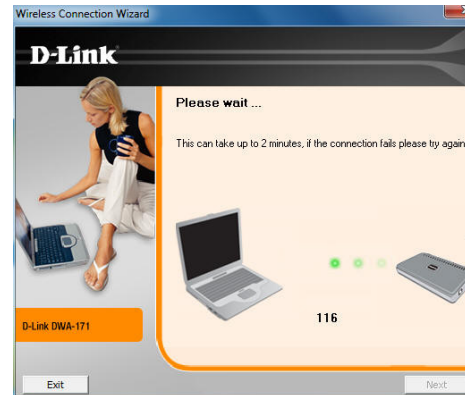 Wireless Connection Wizard
D-Link
Please wait ...
This can take up to 2 minutes, if the connection fails please try again
116
D-Link DWA-171
Exit
Next